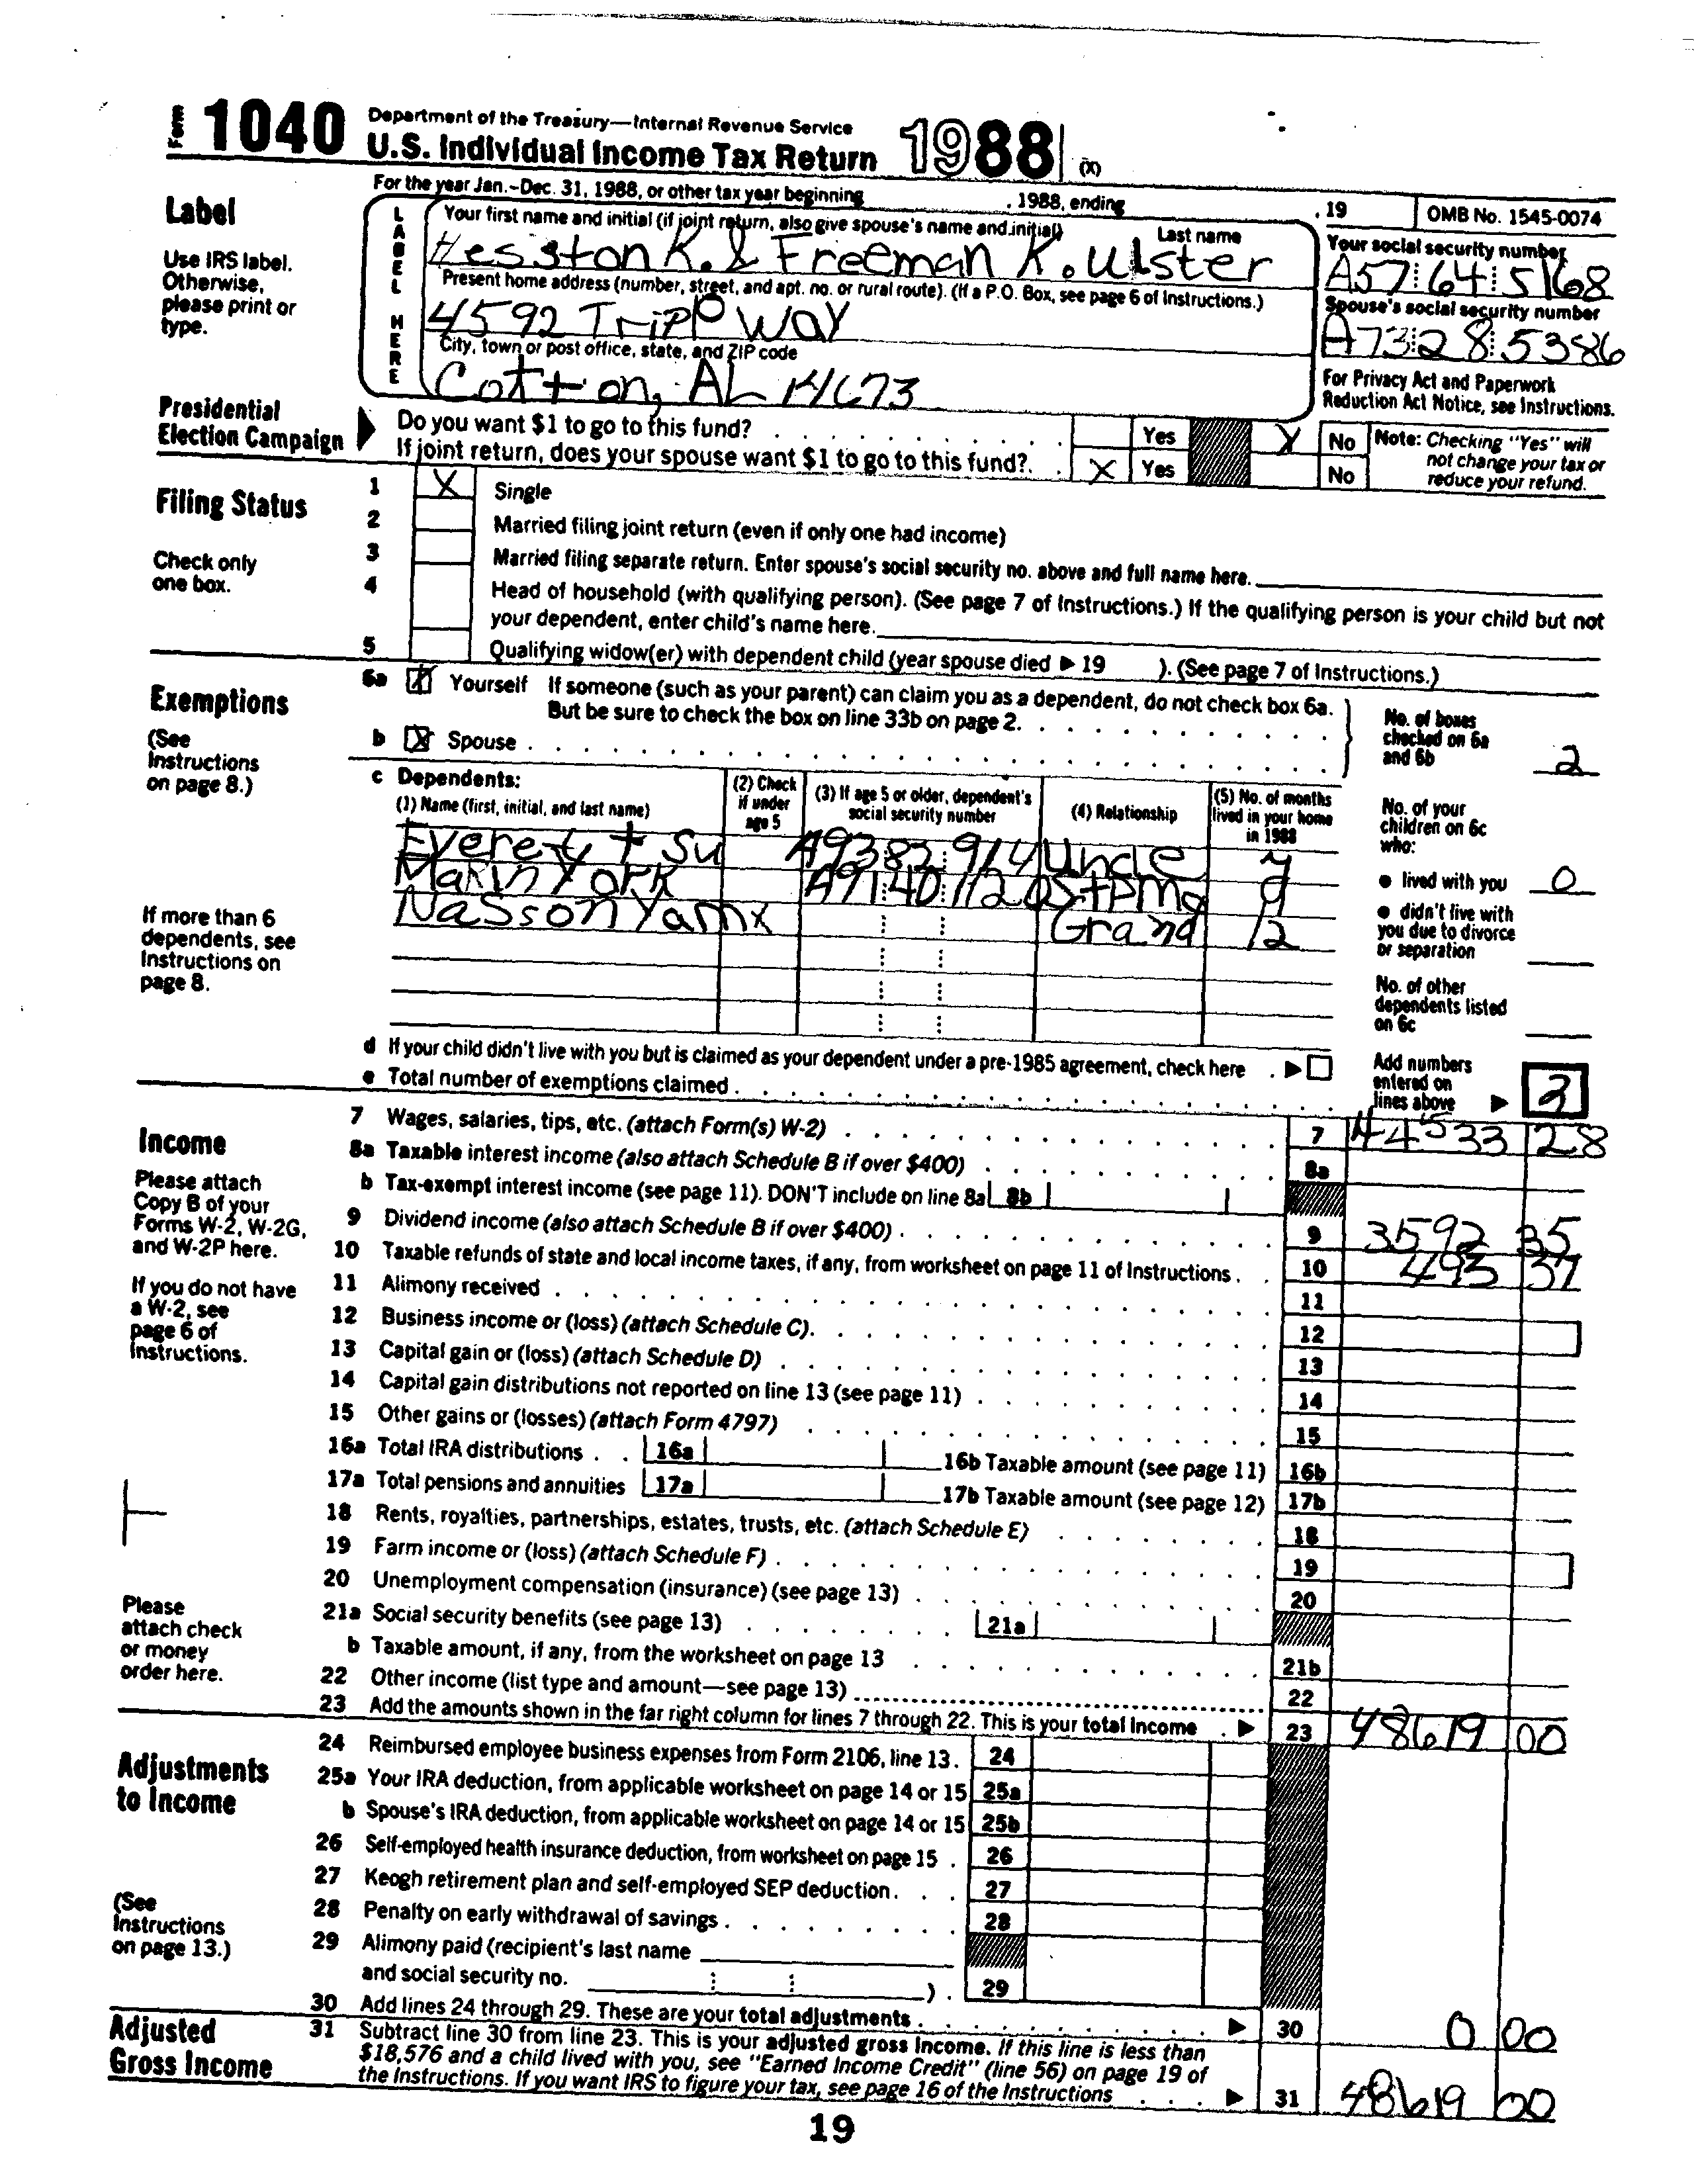 Form 1040 Department of the Treasury—Internal Revenue Service
U.S. Individual Income Tax Return 1988 (X)
For the year Jan.–Dec. 31, 1988, or other tax year beginning , 1988, ending , 19 OMB No. 1545-0074
Label
Use IRS label. Otherwise, please print or type.
LABEL HERE
Your first name and initial (if joint return, also give spouse's name and initial) Last name
Hesston K. & Freeman K. Ulster
Your social security number
A57 64 5168
Present home address (number, street, and apt. no. or rural route). (If a P.O. Box, see page 6 of Instructions.)
4592 Tripp Way
Spouse's social security number
A73 28 5386
City, town or post office, state, and ZIP code
Cotton, AL 14673
For Privacy Act and Paperwork Reduction Act Notice, see Instructions.
Presidential Election Campaign
Do you want $1 to go to this fund? Yes X No
If joint return, does your spouse want $1 to go to this fund? X Yes No
Note: Checking "Yes" will not change your tax or reduce your refund.
Filing Status
Check only one box.
1 X Single
2 Married filing joint return (even if only one had income)
3 Married filing separate return. Enter spouse's social security no. above and full name here.
4 Head of household (with qualifying person). (See page 7 of Instructions.) If the qualifying person is your child but not
your dependent, enter child's name here.
5 Qualifying widow(er) with dependent child (year spouse died ▶ 19 ). (See page 7 of Instructions.)
Exemptions
(See Instructions on page 8.)
6a X Yourself If someone (such as your parent) can claim you as a dependent, do not check box 6a.
But be sure to check the box on line 33b on page 2.
b X Spouse
No. of boxes checked on 6a and 6b 2
c Dependents:
(1) Name (first, initial, and last name) (2) Check if under age 5 (3) If age 5 or older, dependent's social security number (4) Relationship (5) No. of months lived in your home in 1988
Everett Su A93 82 914 Uncle
Makin York A91 40 1120 StpMa 9
Nasson Yam x Grand 12
If more than 6 dependents, see Instructions on page 8.
No. of your children on 6c who:
● lived with you 0
● didn't live with you due to divorce or separation
No. of other dependents listed on 6c
d If your child didn't live with you but is claimed as your dependent under a pre-1985 agreement, check here ▶
e Total number of exemptions claimed
Add numbers entered on lines above ▶ 2
Income
Please attach Copy B of your Forms W-2, W-2G, and W-2P here.
If you do not have a W-2, see page 6 of Instructions.
Please attach check or money order here.
7 Wages, salaries, tips, etc. (attach Form(s) W-2) 7 44533 28
8a Taxable interest income (also attach Schedule B if over $400) 8a
b Tax-exempt interest income (see page 11). DON'T include on line 8a 8b
9 Dividend income (also attach Schedule B if over $400) 9 3592 35
10 Taxable refunds of state and local income taxes, if any, from worksheet on page 11 of Instructions. 10 493 37
11 Alimony received 11
12 Business income or (loss) (attach Schedule C). 12
13 Capital gain or (loss) (attach Schedule D) 13
14 Capital gain distributions not reported on line 13 (see page 11) 14
15 Other gains or (losses) (attach Form 4797) 15
16a Total IRA distributions 16a 16b Taxable amount (see page 11) 16b
17a Total pensions and annuities 17a 17b Taxable amount (see page 12) 17b
18 Rents, royalties, partnerships, estates, trusts, etc. (attach Schedule E) 18
19 Farm income or (loss) (attach Schedule F) 19
20 Unemployment compensation (insurance) (see page 13) 20
21a Social security benefits (see page 13) 21a
b Taxable amount, if any, from the worksheet on page 13 21b
22 Other income (list type and amount—see page 13) 22
23 Add the amounts shown in the far right column for lines 7 through 22. This is your total income ▶ 23 48619 00
Adjustments to Income
(See Instructions on page 13.)
24 Reimbursed employee business expenses from Form 2106, line 13. 24
25a Your IRA deduction, from applicable worksheet on page 14 or 15 25a
b Spouse's IRA deduction, from applicable worksheet on page 14 or 15 25b
26 Self-employed health insurance deduction, from worksheet on page 15 26
27 Keogh retirement plan and self-employed SEP deduction 27
28 Penalty on early withdrawal of savings 28
29 Alimony paid (recipient's last name
and social security no. ) 29
30 Add lines 24 through 29. These are your total adjustments ▶ 30 0 00
Adjusted Gross Income
31 Subtract line 30 from line 23. This is your adjusted gross income. If this line is less than
$18,576 and a child lived with you, see "Earned Income Credit" (line 56) on page 19 of
the Instructions. If you want IRS to figure your tax, see page 16 of the Instructions ▶ 31 48619 00
19